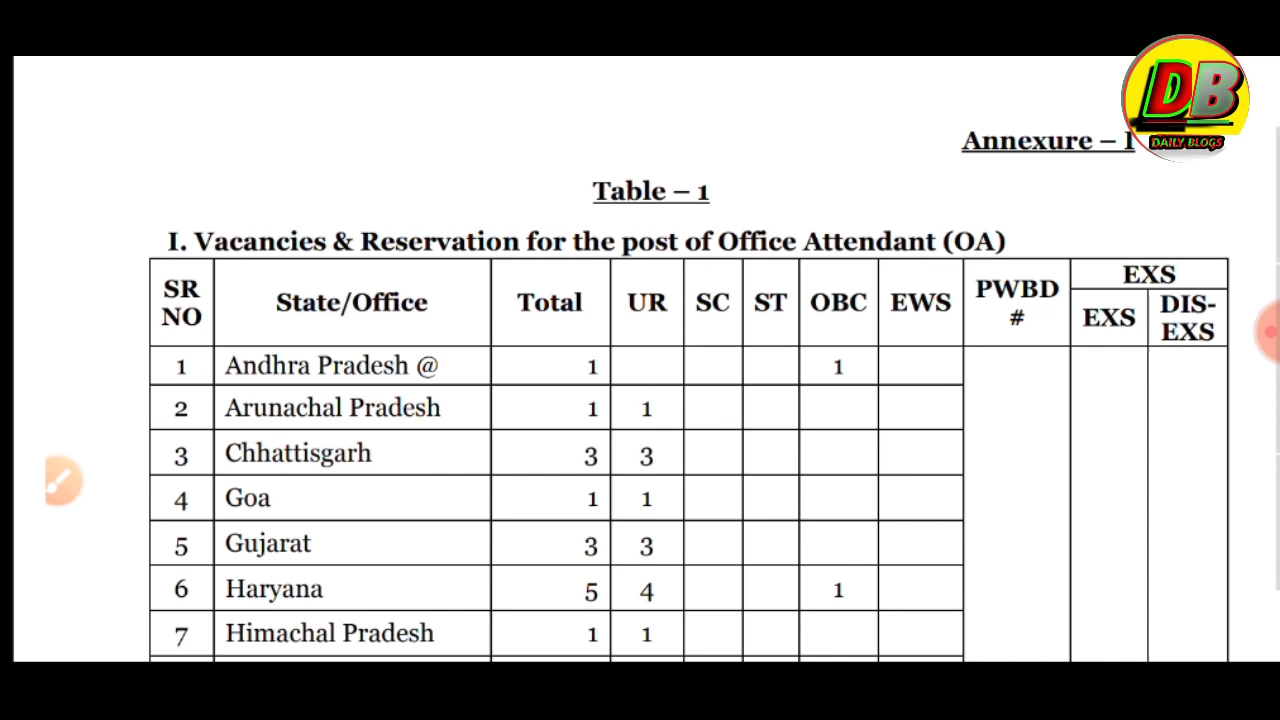 DB
DAILY BLOGS
Annexure – I
Table – 1
I. Vacancies & Reservation for the post of Office Attendant (OA)
SR NO State/Office Total UR SC ST OBC EWS PWBD # EXS
EXS DIS-EXS
1 Andhra Pradesh @ 1 1
2 Arunachal Pradesh 1 1
3 Chhattisgarh 3 3
4 Goa 1 1
5 Gujarat 3 3
6 Haryana 5 4 1
7 Himachal Pradesh 1 1